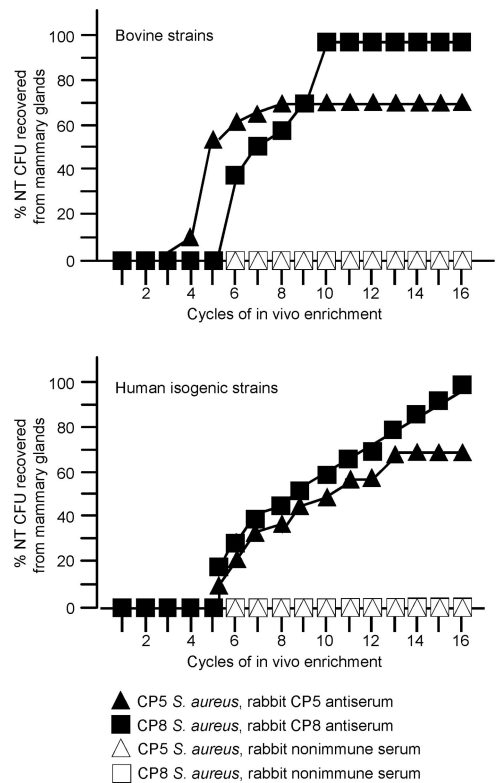 Bovine strains
% NT CFU recovered
from mammary glands
100
80
60
40
20
0
2 4 6 8 10 12 14 16
Cycles of in vivo enrichment
Human isogenic strains
% NT CFU recovered
from mammary glands
100
80
60
40
20
0
2 4 6 8 10 12 14 16
Cycles of in vivo enrichment
CP5 S. aureus, rabbit CP5 antiserum
CP8 S. aureus, rabbit CP8 antiserum
CP5 S. aureus, rabbit nonimmune serum
CP8 S. aureus, rabbit nonimmune serum